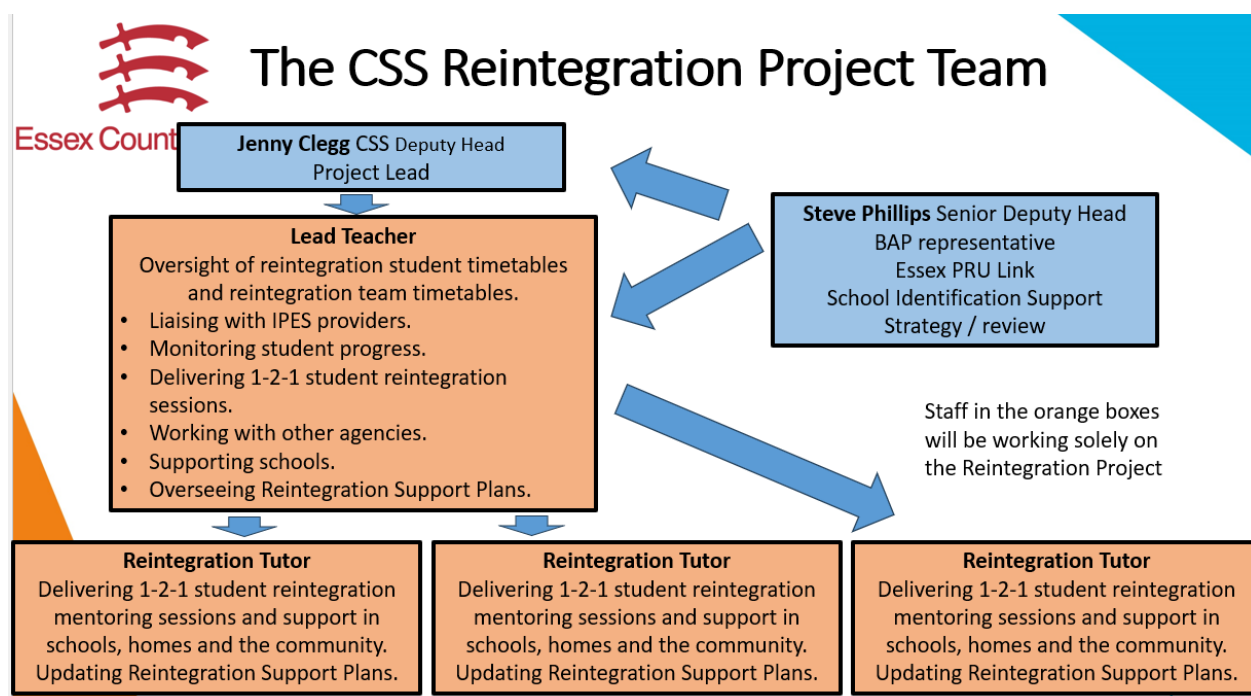 The CSS Reintegration Project Team
Essex Count
Jenny Clegg CSS Deputy Head
Project Lead
Steve Phillips Senior Deputy Head
BAP representative
Essex PRU Link
School Identification Support
Strategy / review
Lead Teacher
Oversight of reintegration student timetables
and reintegration team timetables.
• Liaising with IPES providers.
• Monitoring student progress.
• Delivering 1-2-1 student reintegration
sessions.
• Working with other agencies.
• Supporting schools.
• Overseeing Reintegration Support Plans.
Staff in the orange boxes
will be working solely on
the Reintegration Project
Reintegration Tutor
Delivering 1-2-1 student reintegration
mentoring sessions and support in
schools, homes and the community.
Updating Reintegration Support Plans.
Reintegration Tutor
Delivering 1-2-1 student reintegration
mentoring sessions and support in
schools, homes and the community.
Updating Reintegration Support Plans.
Reintegration Tutor
Delivering 1-2-1 student reintegration
mentoring sessions and support in
schools, homes and the community.
Updating Reintegration Support Plans.